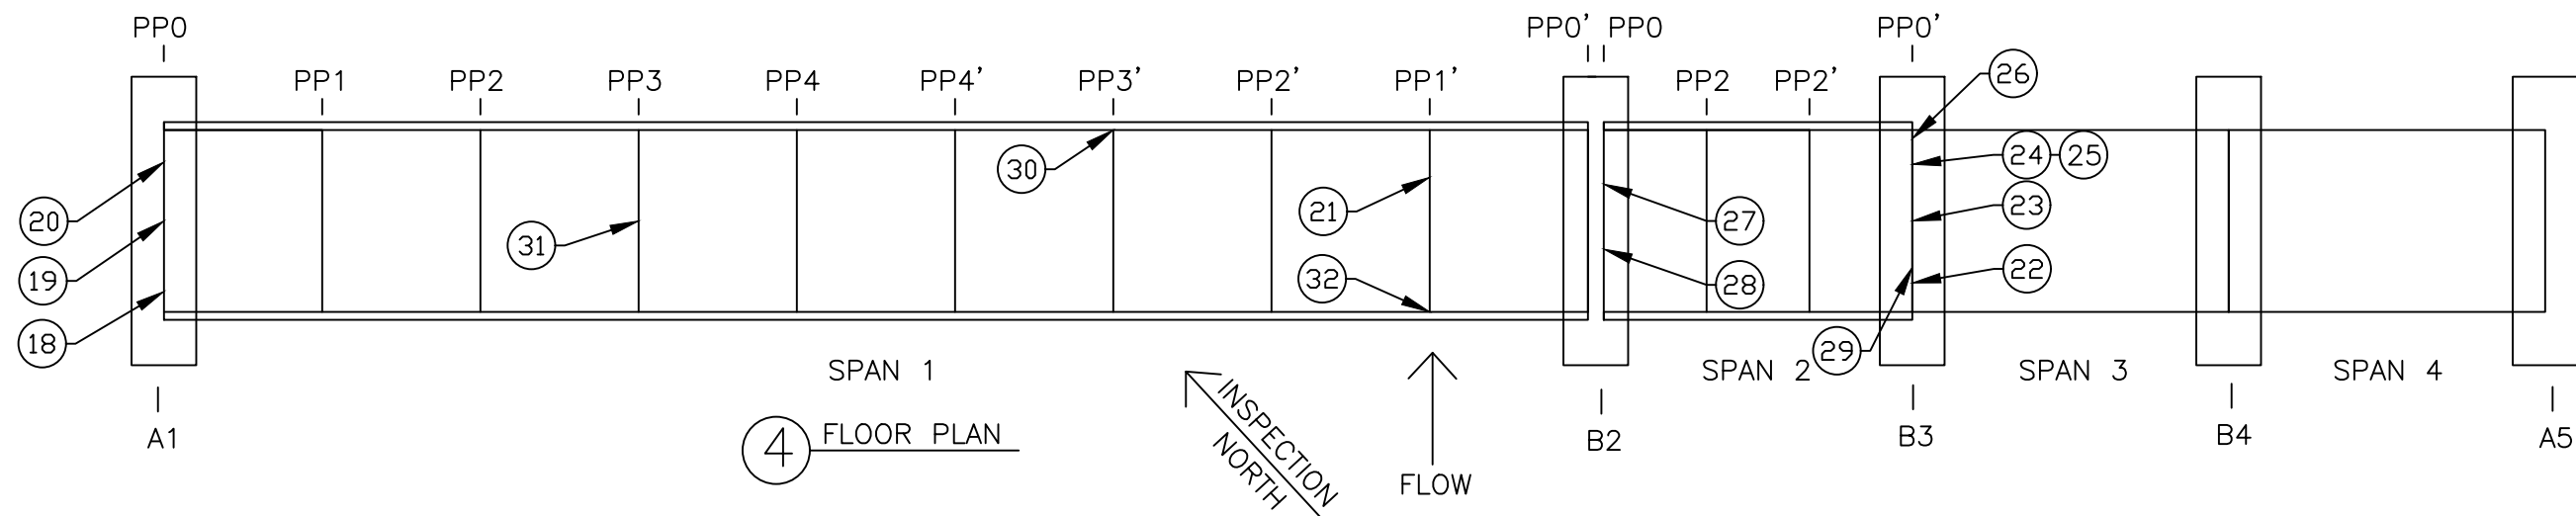 PP0
PP0' PP0
PP0'
PP1
PP2
PP3
PP4
PP4'
PP3'
PP2'
PP1'
PP2
PP2'
26
30
24
25
20
31
21
27
23
19
32
28
22
18
29
SPAN 1
SPAN 2
SPAN 3
SPAN 4
4 FLOOR PLAN
INSPECTION
NORTH
FLOW
A1
B2
B3
B4
A5